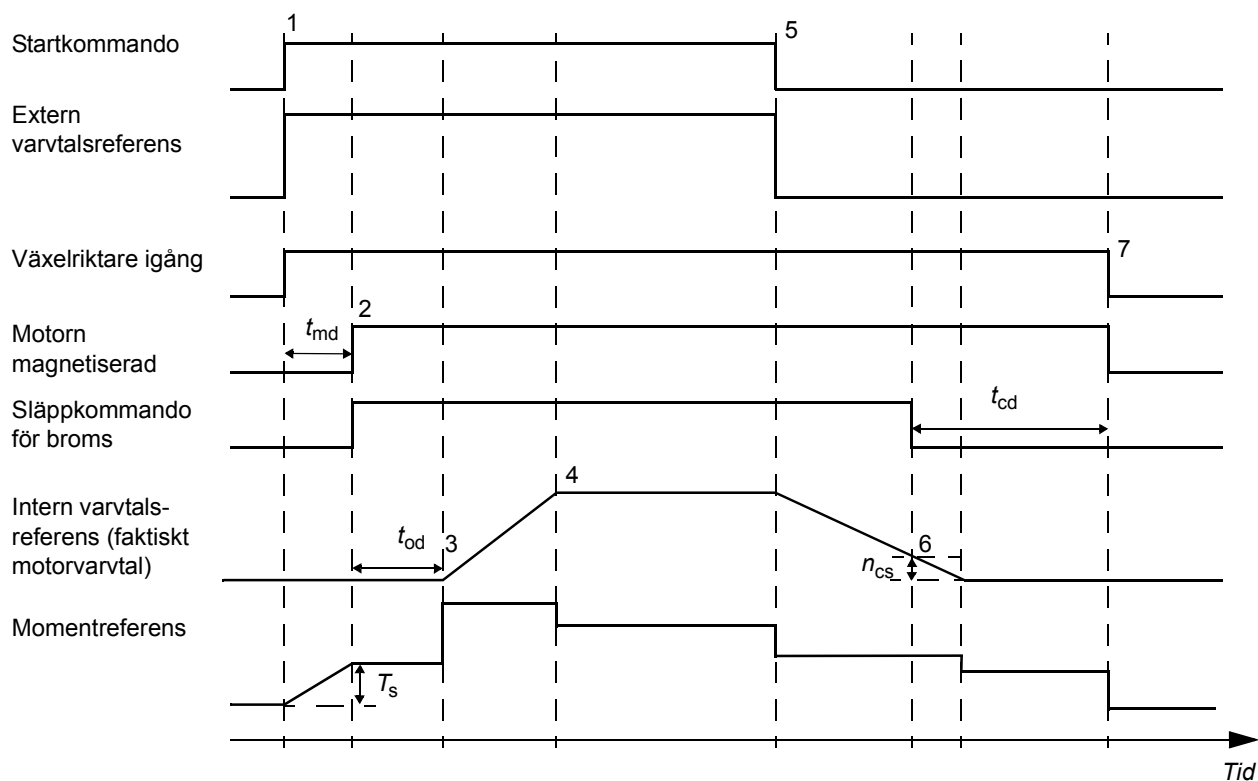 Startkommando
1
5
Extern
varvtalsreferens
Växelriktare igång
7
Motorn
magnetiserad
tmd
2
Släppkommando
för broms
tcd
Intern varvtals-
referens (faktiskt
motorvarvtal)
tod
3
4
6
ncs
Momentreferens
Ts
Tid